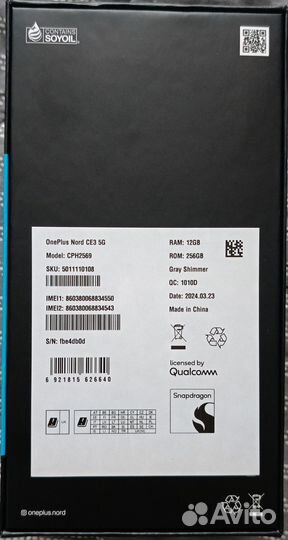 CONTAINS
SOYOIL
OnePlus Nord CE3 5G
Model: CPH2569
SKU: 5011110108
IMEI1: 860380068834550
IMEI2: 860380068834543
S/N: fbe4db0d
6 921815 626640
RAM: 12GB
ROM: 256GB
Gray Shimmer
QC: 1010D
Date: 2024.03.23
Made in China
licensed by
Qualcomm
Snapdragon
oneplus.nord
Avito